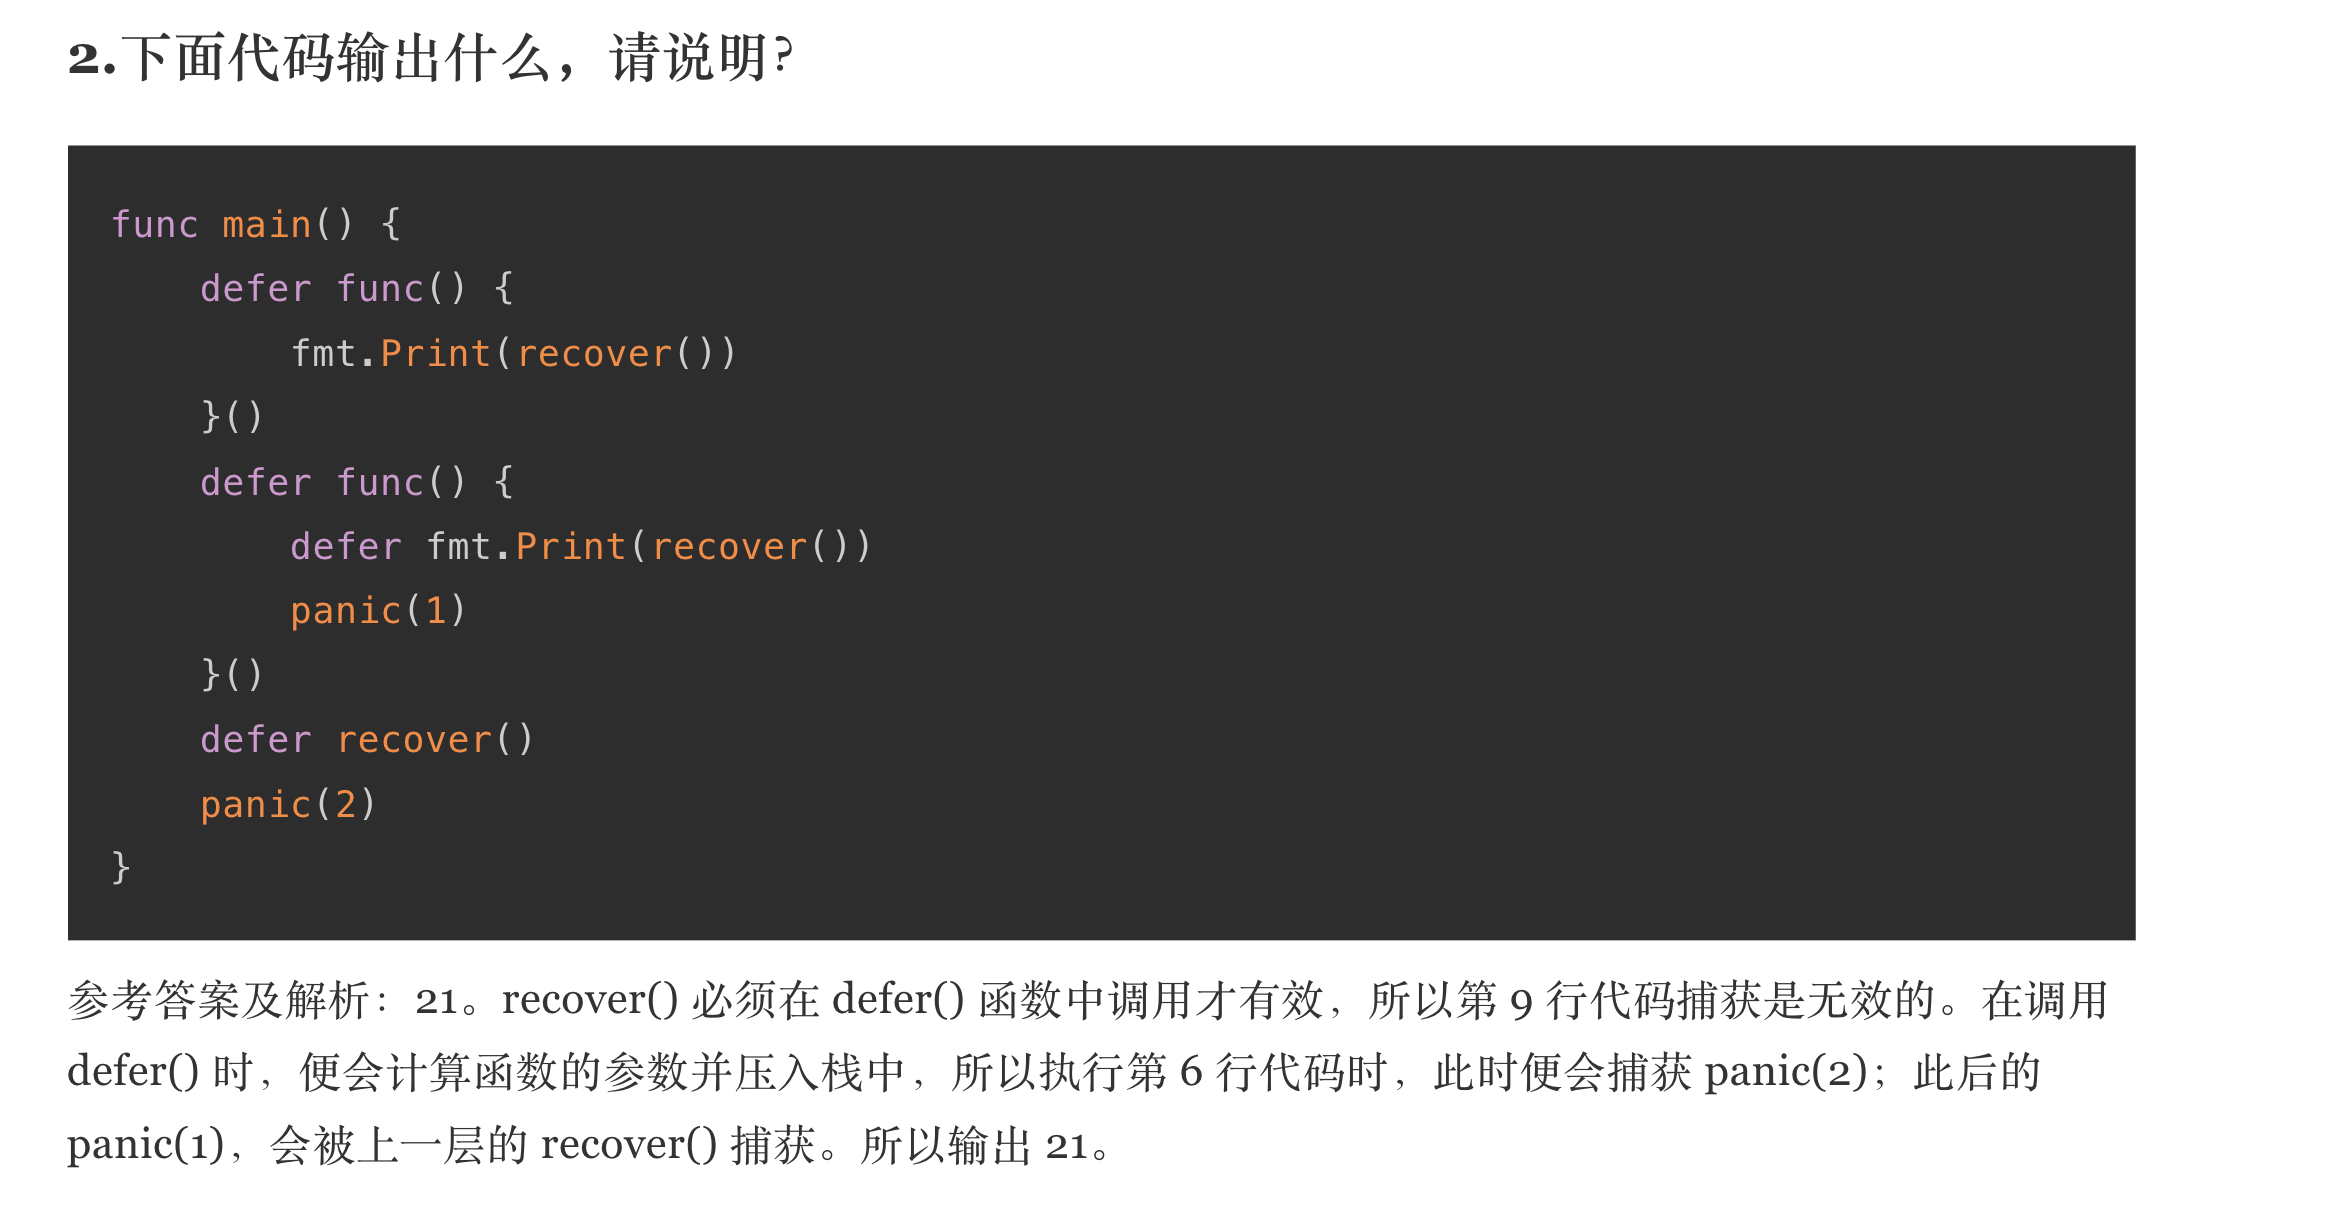 2.下面代码输出什么，请说明？
func main() {
    defer func() {
        fmt.Print(recover())
    }()
    defer func() {
        defer fmt.Print(recover())
        panic(1)
    }()
    defer recover()
    panic(2)
}
参考答案及解析：21。recover() 必须在 defer() 函数中调用才有效，所以第 9 行代码捕获是无效的。在调用
defer() 时，便会计算函数的参数并压入栈中，所以执行第 6 行代码时，此时便会捕获 panic(2)；此后的
panic(1)，会被上一层的 recover() 捕获。所以输出 21。